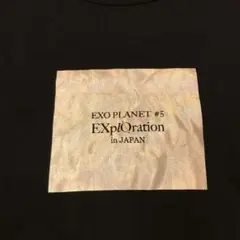 EXO PLANET #5
EXplOration
in JAPAN